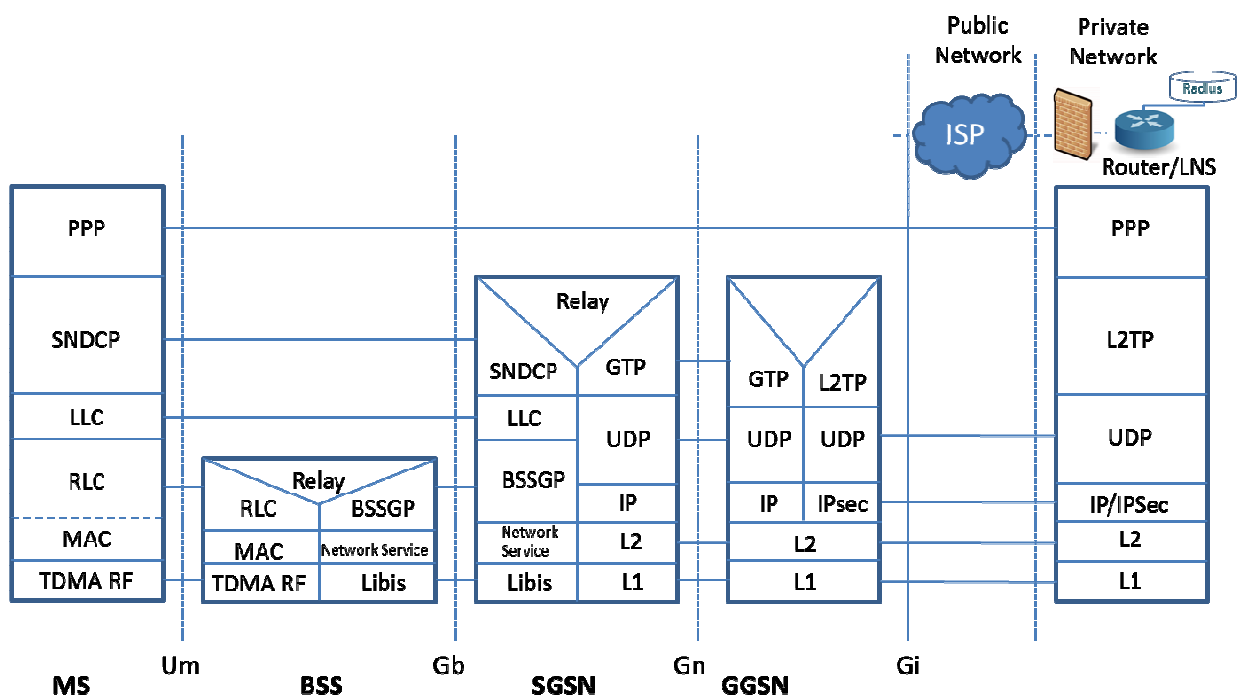 Public
Network
Private
Network
Radius
ISP
Router/LNS
PPP
SNDCP
LLC
RLC
MAC
TDMA RF
Relay
RLC
BSSGP
MAC
Network Service
TDMA RF
Libis
Relay
SNDCP
GTP
LLC
UDP
BSSGP
IP
Network
Service
L2
Libis
L1
GTP
L2TP
UDP
UDP
IP
IPsec
L2
L1
PPP
L2TP
UDP
IP/IPSec
L2
L1
Um
Gb
Gn
Gi
MS
BSS
SGSN
GGSN